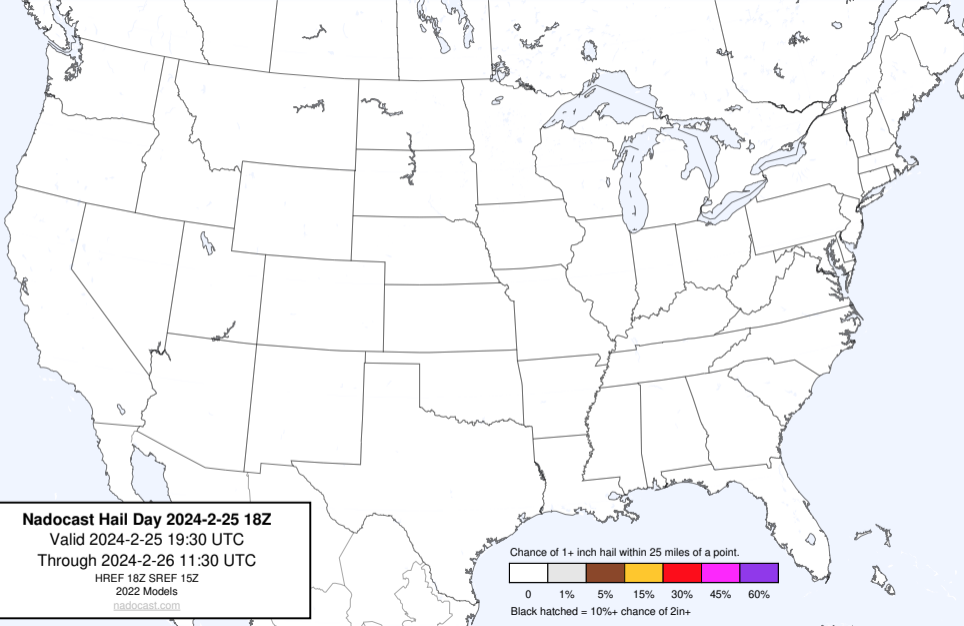 Nadocast Hail Day 2024-2-25 18Z
Valid 2024-2-25 19:30 UTC
Through 2024-2-26 11:30 UTC
HREF 18Z SREF 15Z
2022 Models
nadocast.com
Chance of 1+ inch hail within 25 miles of a point.
0 1% 5% 15% 30% 45% 60%
Black hatched = 10%+ chance of 2in+